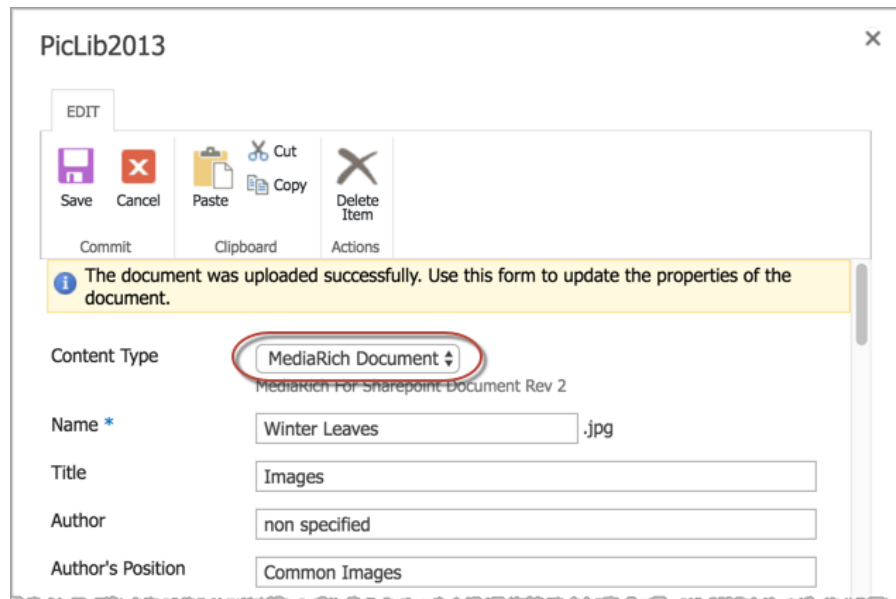 PicLib2013
EDIT
Save
Cancel
Paste
Cut
Copy
Delete
Item
Commit
Clipboard
Actions
The document was uploaded successfully. Use this form to update the properties of the
document.
Content Type
MediaRich Document
MediaRich For Sharepoint Document Rev 2
Name *
Winter Leaves
.jpg
Title
Images
Author
non specified
Author's Position
Common Images